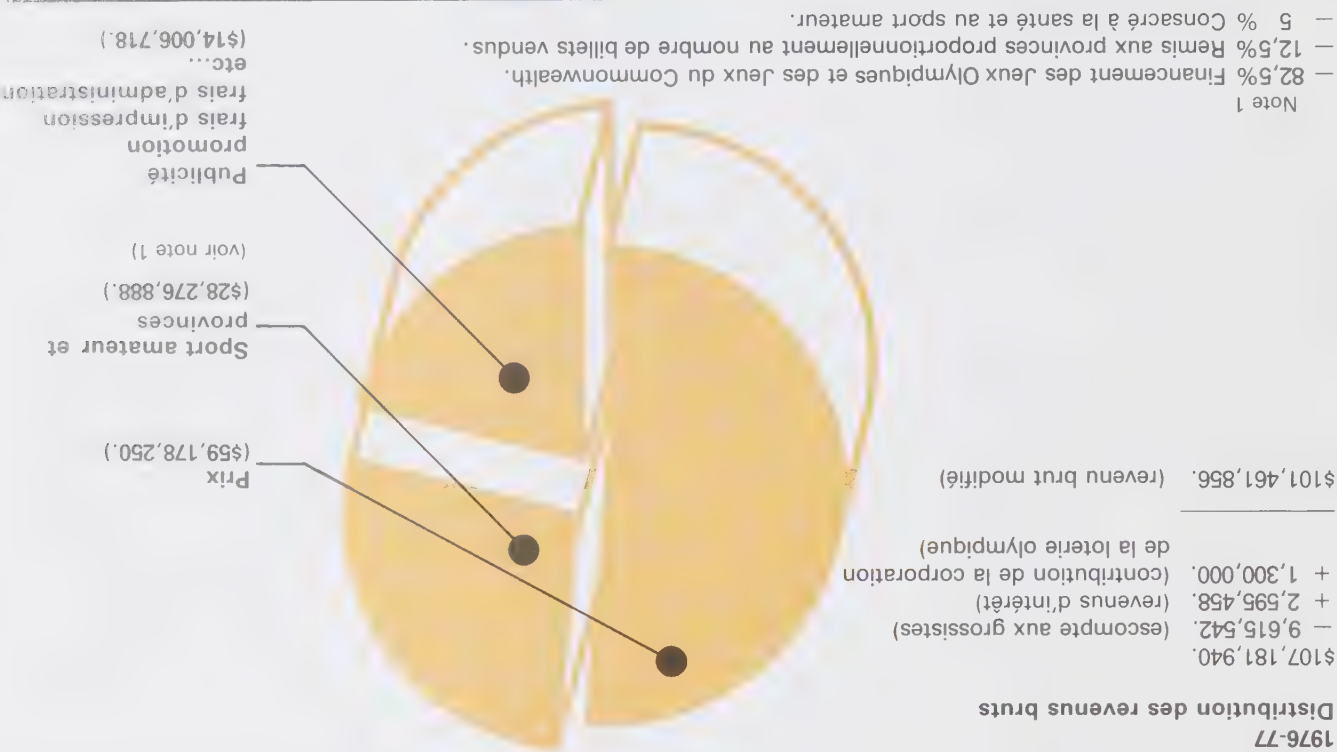 1976-77
Distribution des revenus bruts
$107,181,940.
— 9,615,542. (escompte aux grossistes)
+ 2,595,458. (revenus d'intérêt)
+ 1,300,000. (contribution de la corporation
de la loterie olympique)
$101,461,856. (revenu brut modifié)
Prix
($59,178,250.)
Sport amateur et
provinces
($28,276,888.)
(voir note 1)
Publicité
promotion
frais d'impression
frais d'administration
etc...
($14,006,718.)
Note 1
— 82,5% Financement des Jeux Olympiques et des Jeux du Commonwealth.
— 12,5% Remis aux provinces proportionnellement au nombre de billets vendus.
— 5 % Consacré à la santé et au sport amateur.